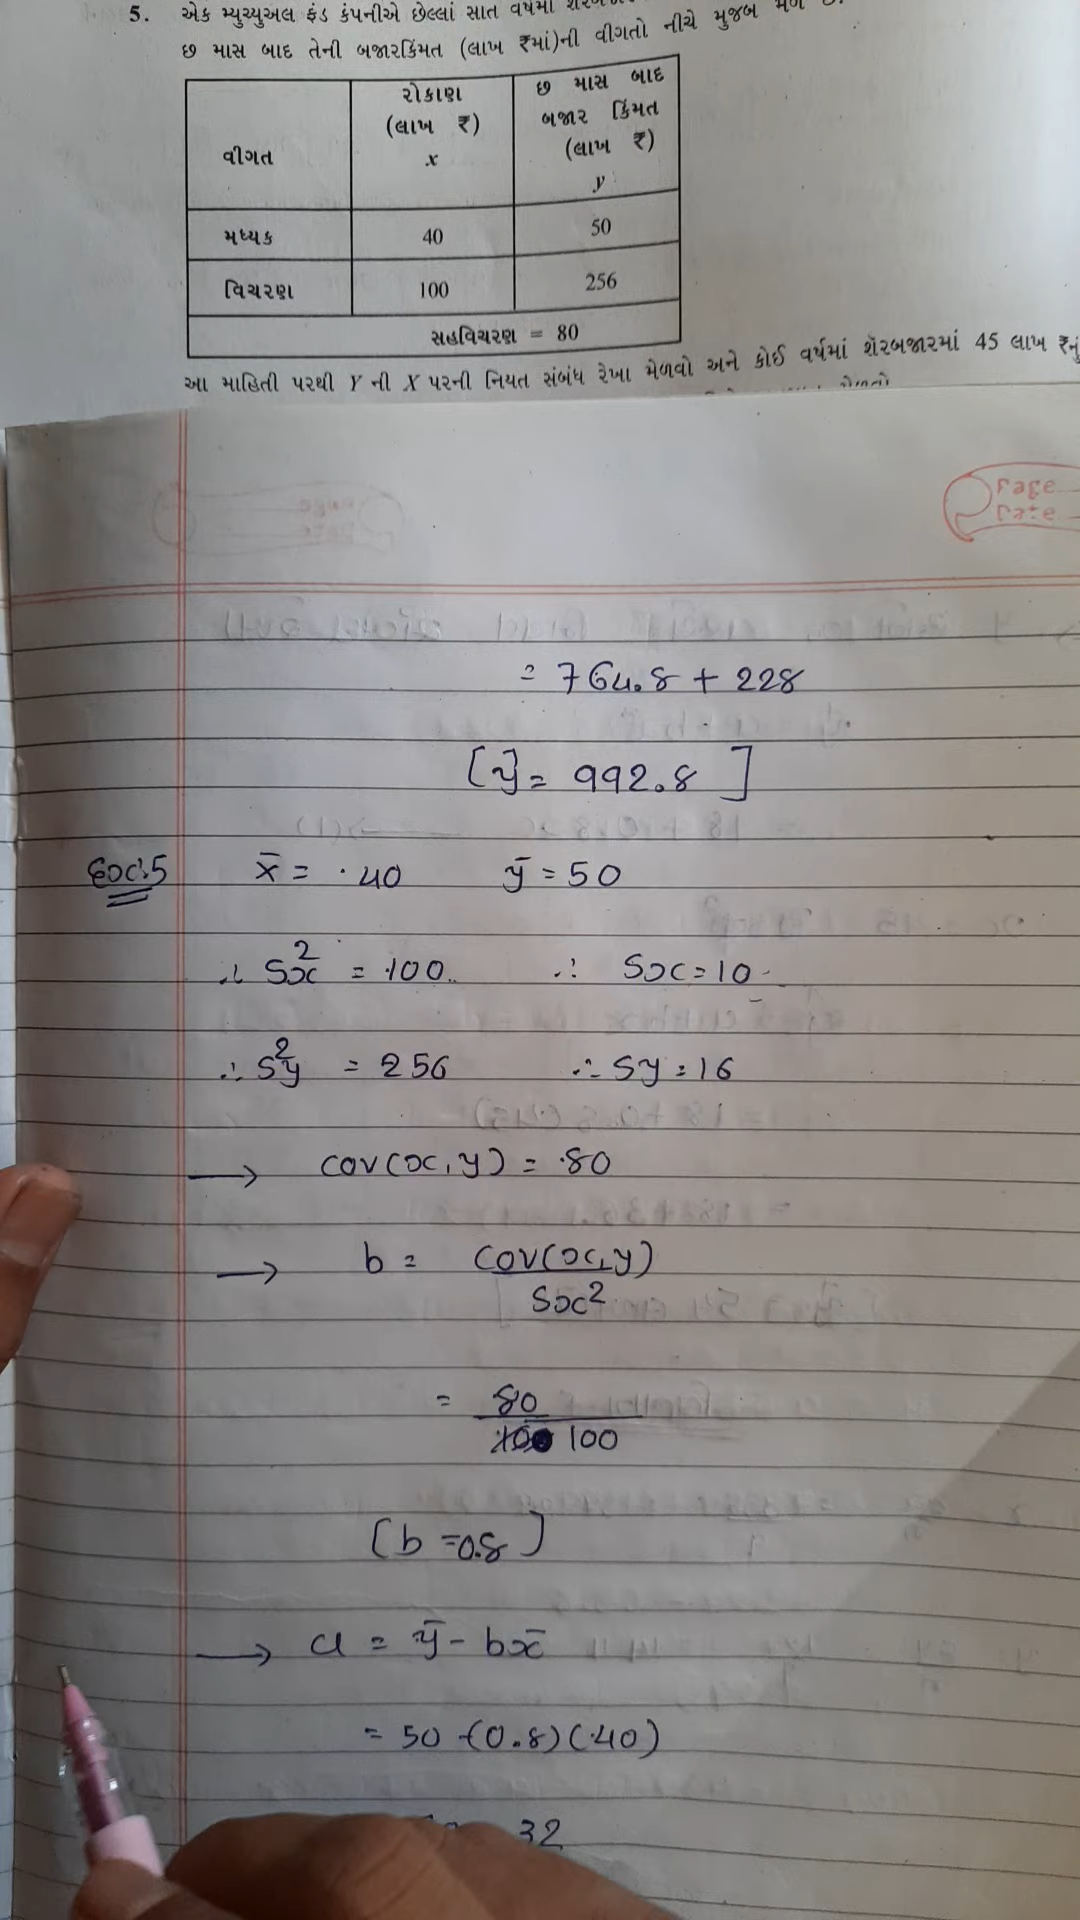 5. એક મ્યુચ્યુઅલ ફંડ કંપનીએ છેલ્લાં સાત વર્ષમાં
છ માસ બાદ તેની બજારકિંમત (લાખ ₹માં)ની વીગતો નીચે મુજબ
વીગત
રોકાણ
(લાખ ₹)
x
છ માસ બાદ
બજાર કિંમત
(લાખ ₹)
y
મધ્યક 40 50
વિચરણ 100 256
સહવિચરણ = 80
આ માહિતી પરથી Y ની X પરની નિયત સંબંધ રેખા મેળવો અને કોઈ વર્ષમાં શેરબજારમાં 45 લાખ ₹નું
Page
Date
= 764.8 + 228
[ŷ = 992.8 ]
x̄ = 40 ȳ = 50
∴ Sx² = 100 ∴ Sx = 10
∴ Sy² = 256 ∴ Sy = 16
→ cov(x,y) = 80
→ b = cov(x,y) / Sx²
= 80 / 100
[b = 0.8]
→ a = ȳ - bx̄
= 50 - (0.8)(40)
32